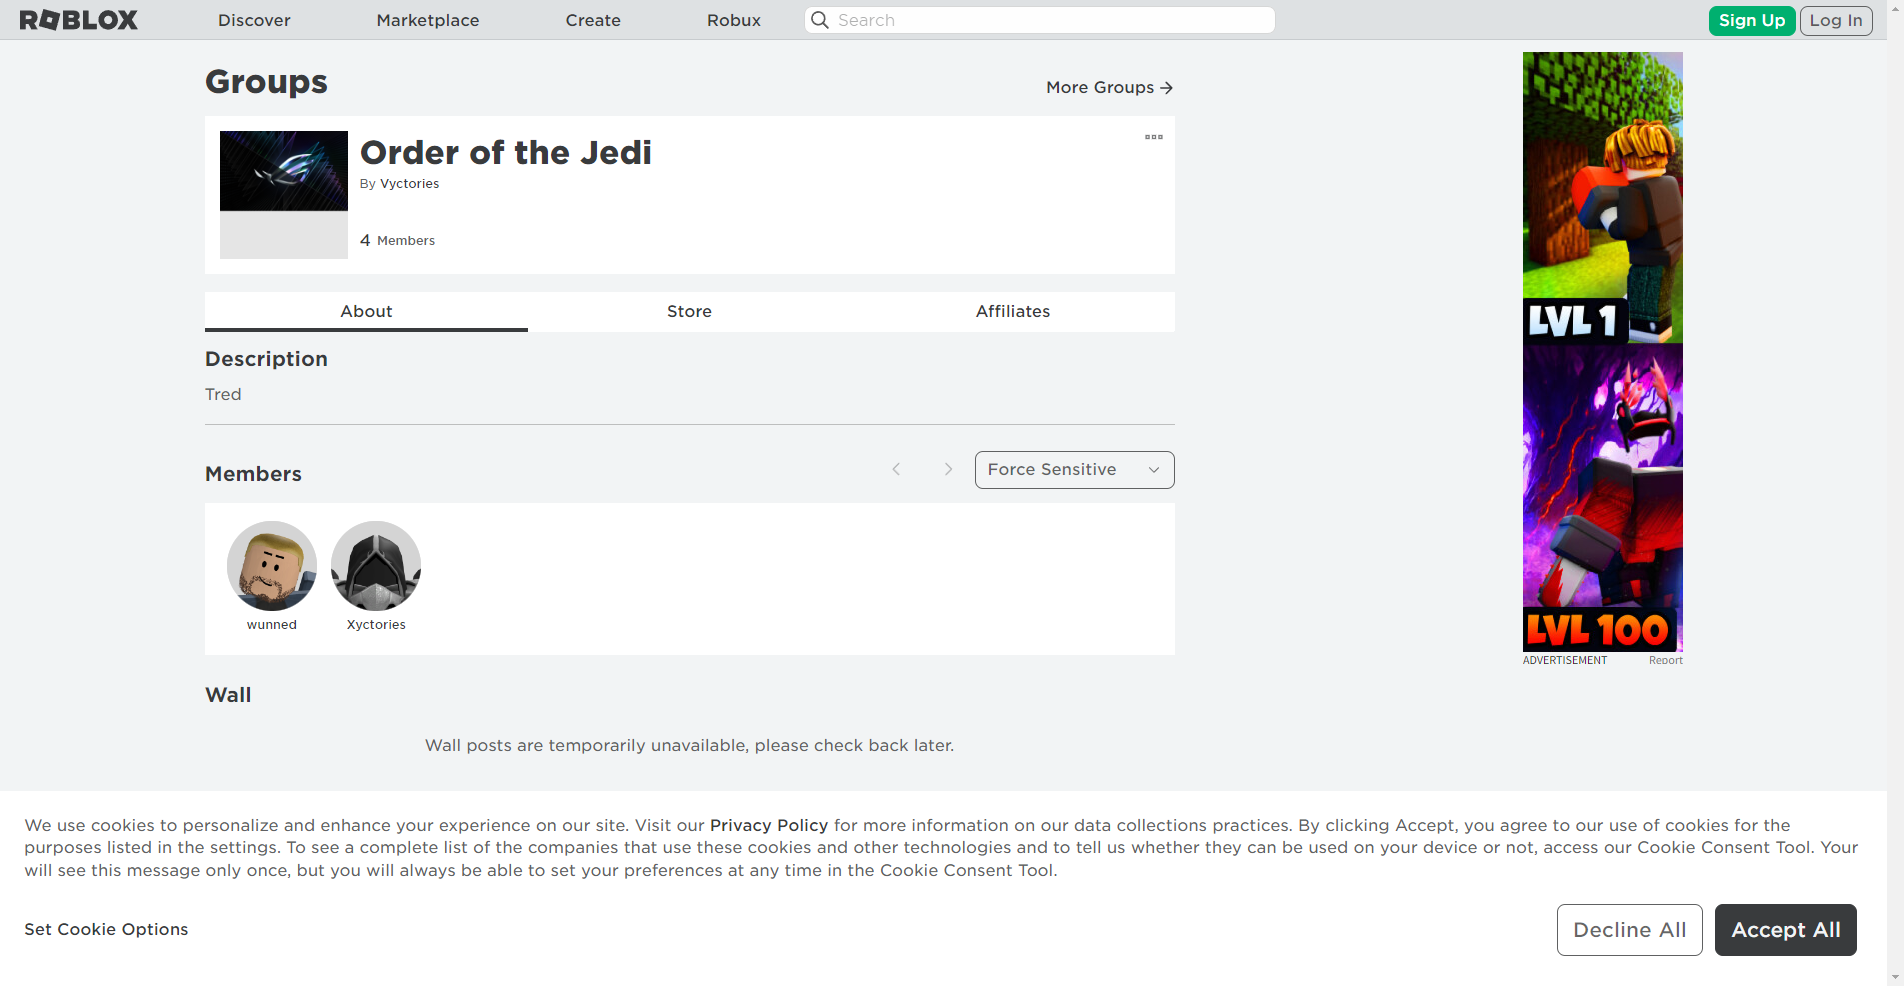 ROBLOX
Discover
Marketplace
Create
Robux
Search
Sign Up
Log In
Groups
More Groups
Order of the Jedi
By Vyctories
4 Members
About
Store
Affiliates
Description
Tred
Members
Force Sensitive
wunned
Xyctories
Wall
Wall posts are temporarily unavailable, please check back later.
LVL 1
LVL 100
ADVERTISEMENT
Report
We use cookies to personalize and enhance your experience on our site. Visit our Privacy Policy for more information on our data collections practices. By clicking Accept, you agree to our use of cookies for the
purposes listed in the settings. To see a complete list of the companies that use these cookies and other technologies and to tell us whether they can be used on your device or not, access our Cookie Consent Tool. Your
will see this message only once, but you will always be able to set your preferences at any time in the Cookie Consent Tool.
Set Cookie Options
Decline All
Accept All